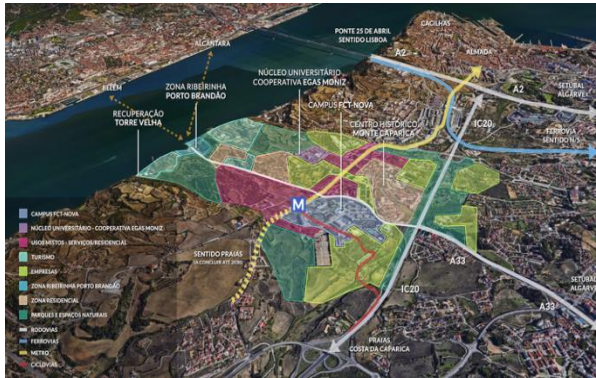 CACILHAS
PONTE 25 DE ABRIL
SENTIDO LISBOA
ALCÂNTARA
ALMADA
A2
NÚCLEO UNIVERSITÁRIO
COOPERATIVA EGAS MONIZ
A2
SETÚBAL
ALGARVE
BELÉM
ZONA RIBEIRINHA
PORTO BRANDÃO
CAMPUS FCT-NOVA
IC20
RECUPERAÇÃO
TORRE VELHA
CENTRO HISTÓRICO
MONTE CAPARICA
FERROVIA
SENTIDO N/S
M
CAMPUS FCT-NOVA
NÚCLEO UNIVERSITÁRIO - COOPERATIVA EGAS MONIZ
USOS MISTOS - SERVIÇOS/RESIDENCIAL
TURISMO
EMPRESAS
ZONA RIBEIRINHA PORTO BRANDÃO
ZONA RESIDENCIAL
PARQUES E ESPAÇOS NATURAIS
RODOVIAS
FERROVIAS
METRO
CICLOVIAS
SENTIDO PRAIAS
A33
IC20
SETÚBAL
ALGARVE
A33
PRAIAS
COSTA DA CAPARICA